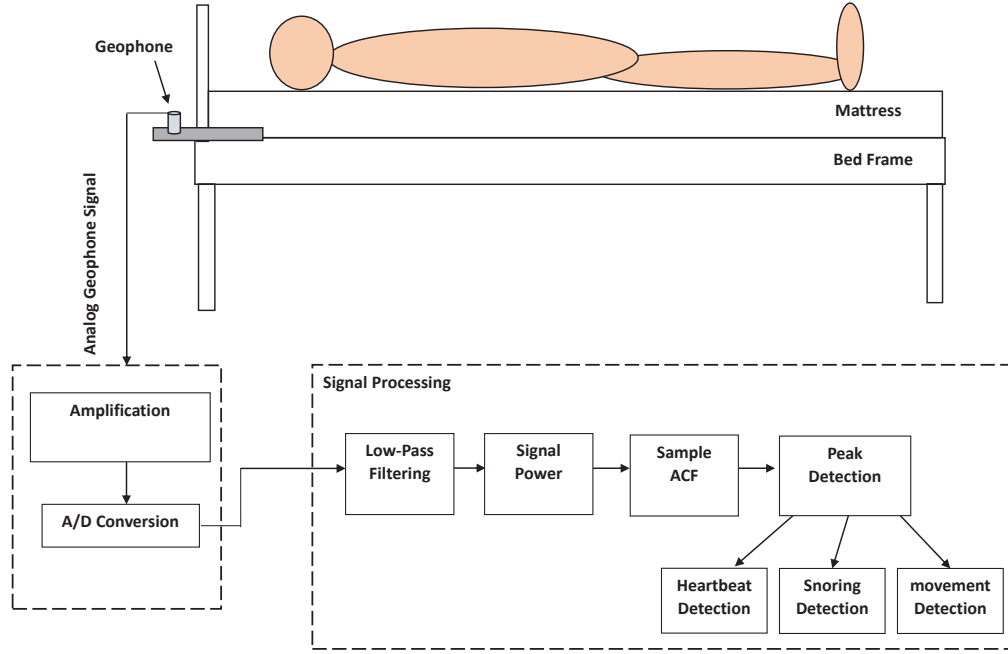 Geophone
Mattress
Bed Frame
Analog Geophone Signal
Amplification
A/D Conversion
Signal Processing
Low-Pass
Filtering
Signal
Power
Sample
ACF
Peak
Detection
Heartbeat
Detection
Snoring
Detection
movement
Detection